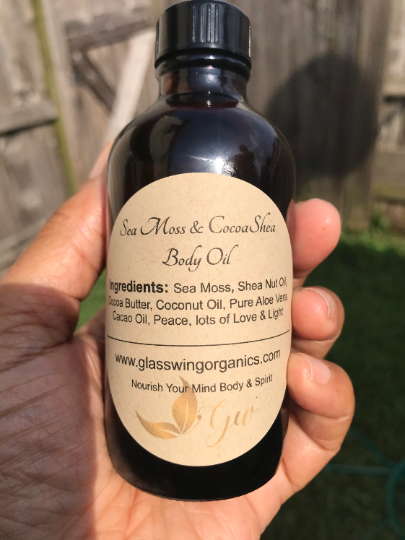 Sea Moss & CocoaShea
Body Oil
Ingredients: Sea Moss, Shea Nut Oil,
Cocoa Butter, Coconut Oil, Pure Aloe Vera,
Cacao Oil, Peace, lots of Love & Light
www.glasswingorganics.com
Nourish Your Mind Body & Spirit